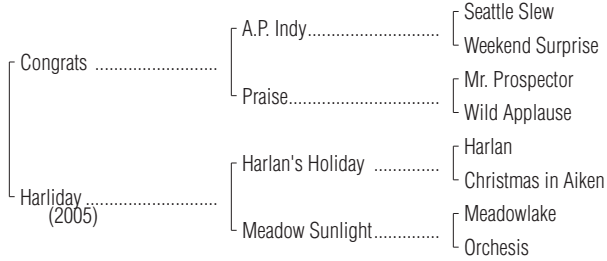 Seattle Slew
A.P. Indy
Weekend Surprise
Congrats
Mr. Prospector
Praise
Wild Applause
Harlan
Harlan's Holiday
Christmas in Aiken
Harliday
(2005)
Meadowlake
Meadow Sunlight
Orchesis